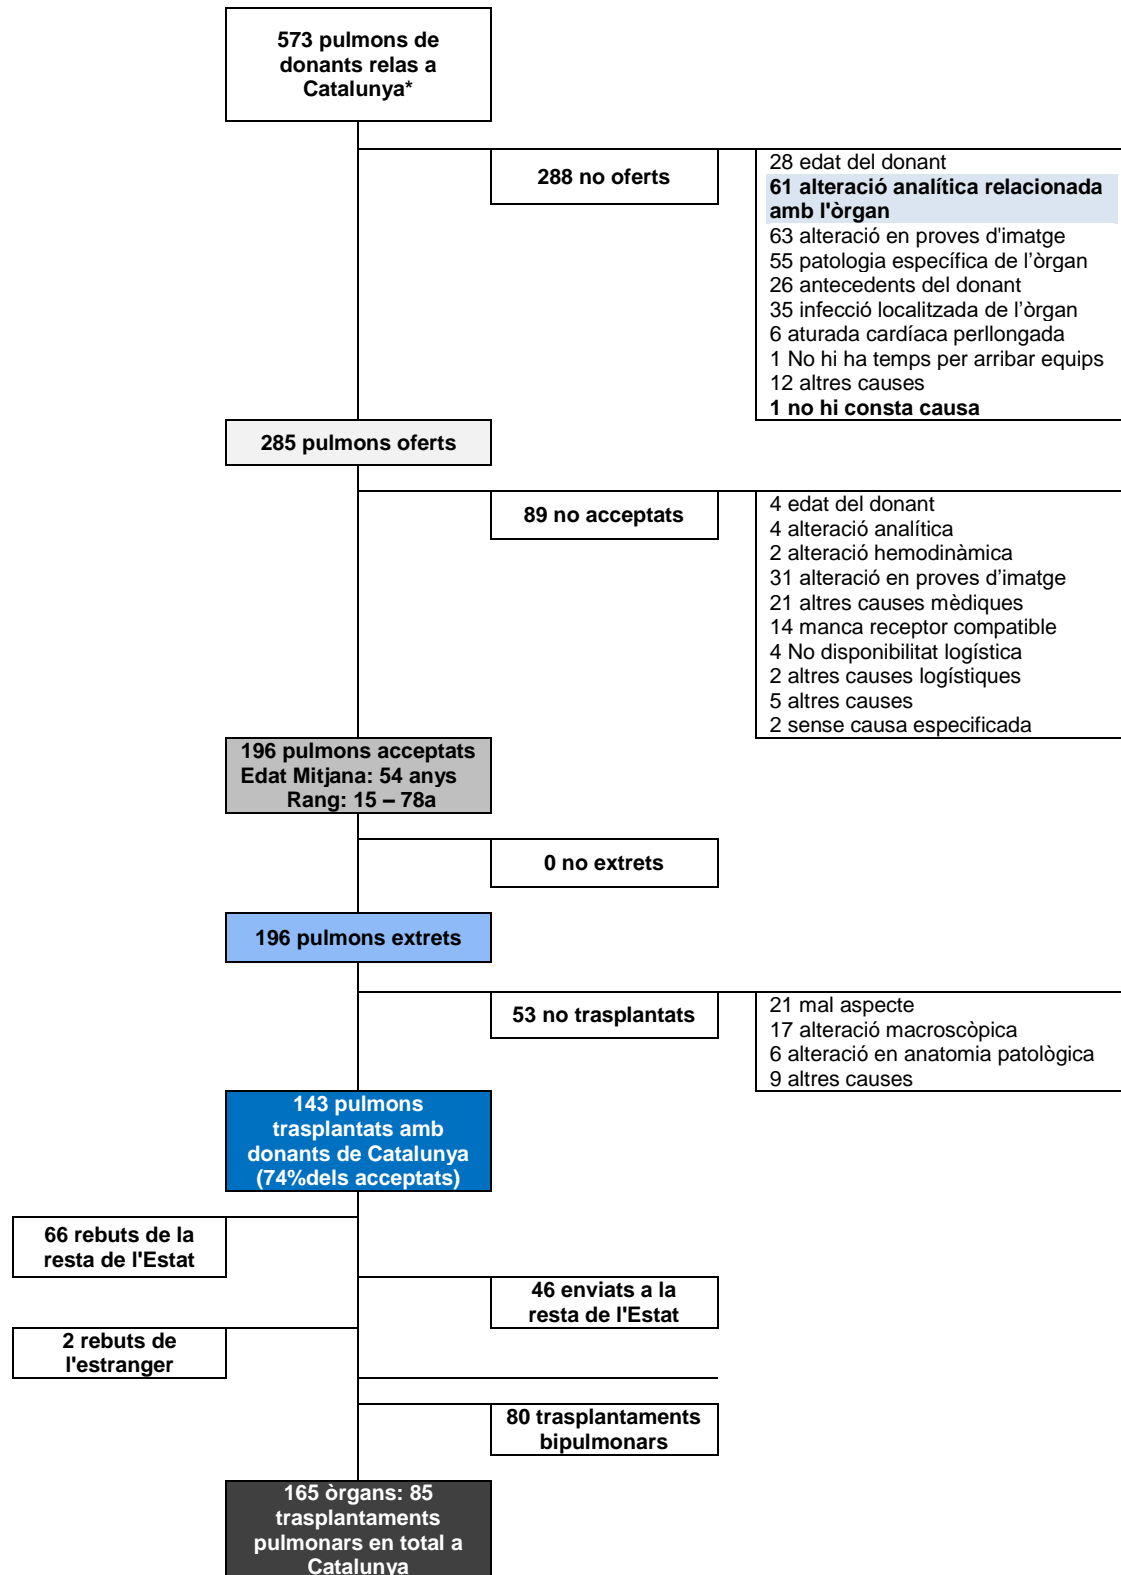 573 pulmons de
donants relas a
Catalunya*
288 no oferts
28 edat del donant
61 alteració analítica relacionada
amb l'òrgan
63 alteració en proves d'imatge
55 patologia específica de l’òrgan
26 antecedents del donant
35 infecció localitzada de l’òrgan
6 aturada cardíaca perllongada
1 No hi ha temps per arribar equips
12 altres causes
1 no hi consta causa
285 pulmons oferts
89 no acceptats
4 edat del donant
4 alteració analítica
2 alteració hemodinàmica
31 alteració en proves d’imatge
21 altres causes mèdiques
14 manca receptor compatible
4 No disponibilitat logística
2 altres causes logístiques
5 altres causes
2 sense causa especificada
196 pulmons acceptats
Edat Mitjana: 54 anys
Rang: 15 – 78a
0 no extrets
196 pulmons extrets
53 no trasplantats
21 mal aspecte
17 alteració macroscòpica
6 alteració en anatomia patològica
9 altres causes
143 pulmons
trasplantats amb
donants de Catalunya
(74%dels acceptats)
66 rebuts de la
resta de l'Estat
46 enviats a la
resta de l'Estat
2 rebuts de
l'estranger
80 trasplantaments
bipulmonars
165 òrgans: 85
trasplantaments
pulmonars en total a
Catalunya